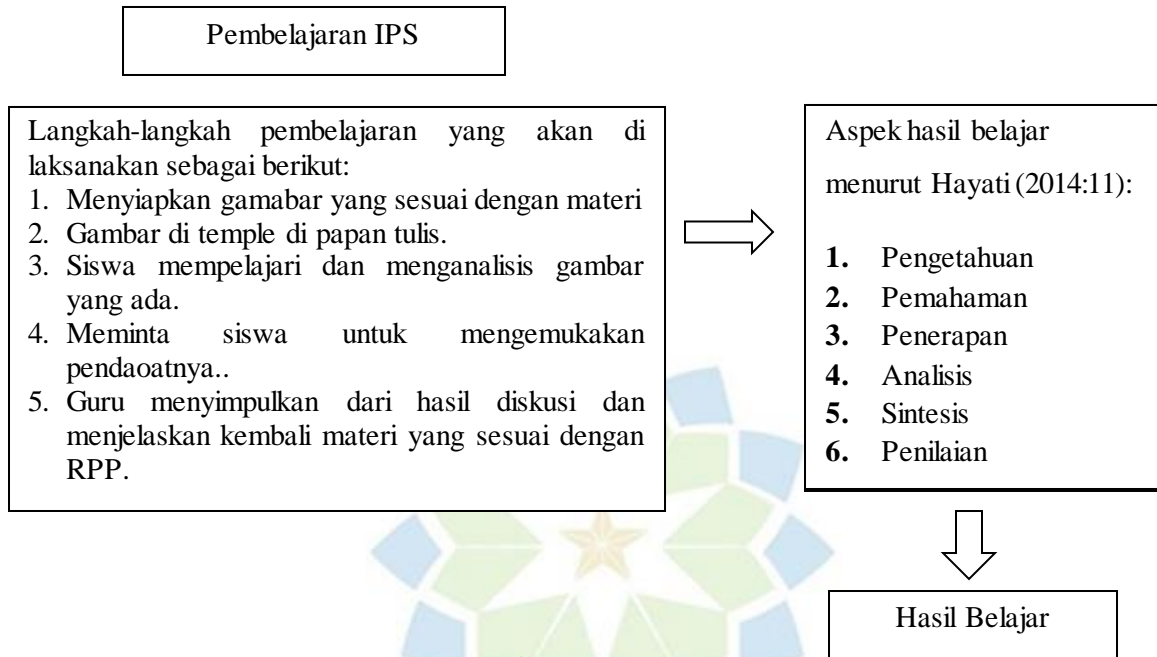 Pembelajaran IPS
Langkah-langkah pembelajaran yang akan di
laksanakan sebagai berikut:
1. Menyiapkan gamabar yang sesuai dengan materi
2. Gambar di temple di papan tulis.
3. Siswa mempelajari dan menganalisis gambar
yang ada.
4. Meminta siswa untuk mengemukakan
pendaoatnya..
5. Guru menyimpulkan dari hasil diskusi dan
menjelaskan kembali materi yang sesuai dengan
RPP.
Aspek hasil belajar
menurut Hayati (2014:11):
1. Pengetahuan
2. Pemahaman
3. Penerapan
4. Analisis
5. Sintesis
6. Penilaian
Hasil Belajar